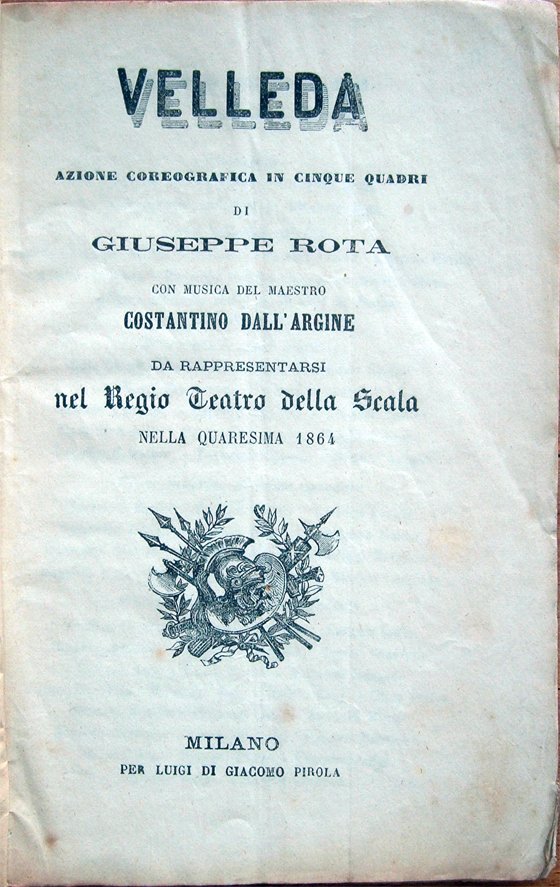 VELLEDA
AZIONE COREOGRAFICA IN CINQUE QUADRI
DI
GIUSEPPE ROTA
CON MUSICA DEL MAESTRO
COSTANTINO DALL'ARGINE
DA RAPPRESENTARSI
nel Regio Teatro della Scala
NELLA QUARESIMA 1864
MILANO
PER LUIGI DI GIACOMO PIROLA